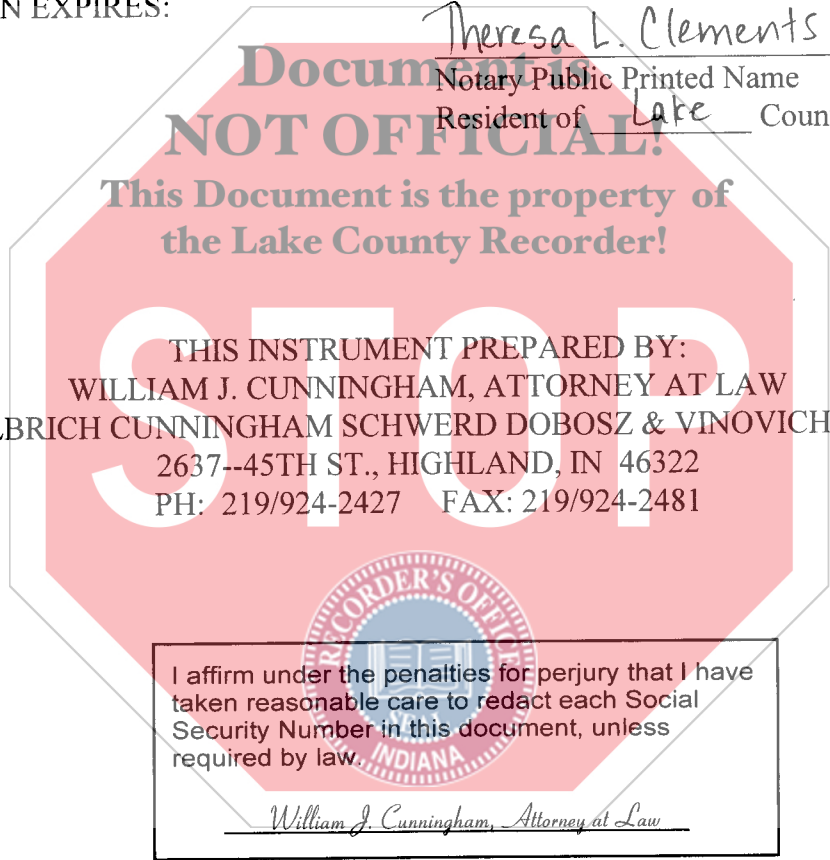 N EXPIRES:
Theresa L. Clements
Document is
Notary Public Printed Name
Resident of Lake Coun
NOT OFFICIAL!
This Document is the property of
the Lake County Recorder!
STOP
THIS INSTRUMENT PREPARED BY:
WILLIAM J. CUNNINGHAM, ATTORNEY AT LAW
LBRICH CUNNINGHAM SCHWERD DOBOSZ & VINOVICH
2637--45TH ST., HIGHLAND, IN 46322
PH: 219/924-2427 FAX: 219/924-2481
RECORDER'S OFFICE
SEAL
INDIANA
I affirm under the penalties for perjury that I have
taken reasonable care to redact each Social
Security Number in this document, unless
required by law.
William J. Cunningham, Attorney at Law